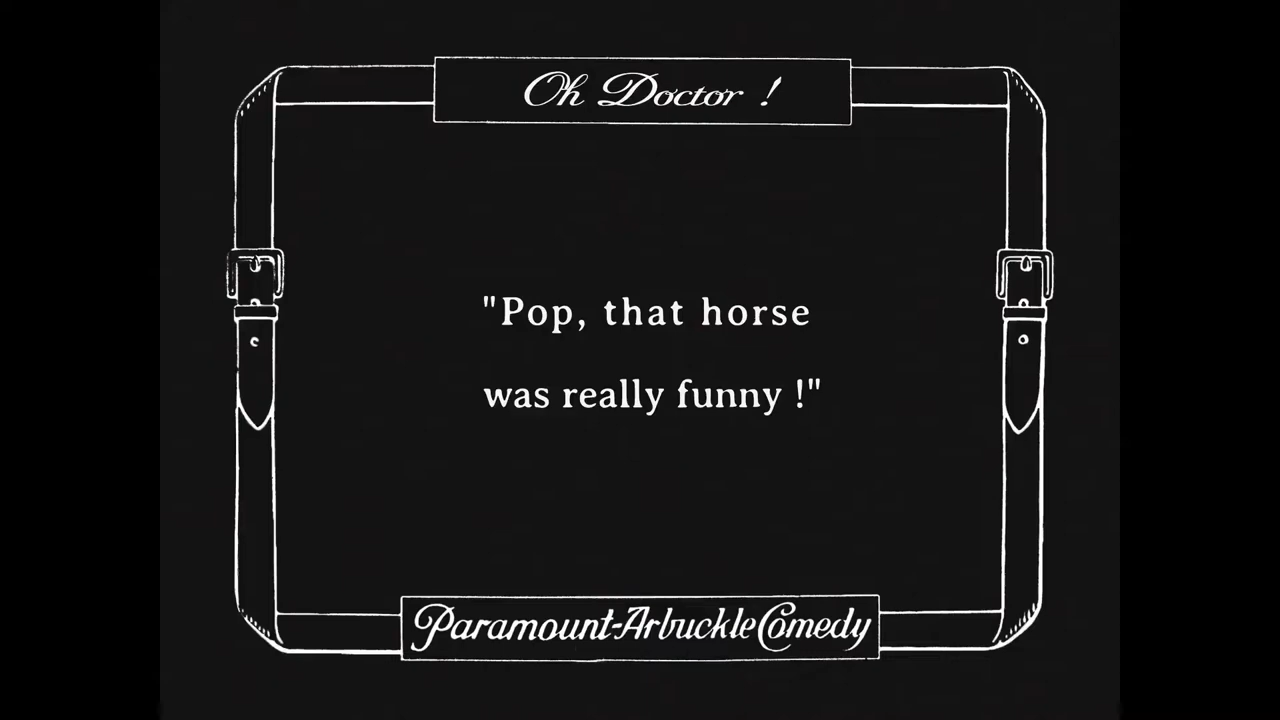 Oh Doctor !
"Pop, that horse
was really funny !"
Paramount-Arbuckle Comedy